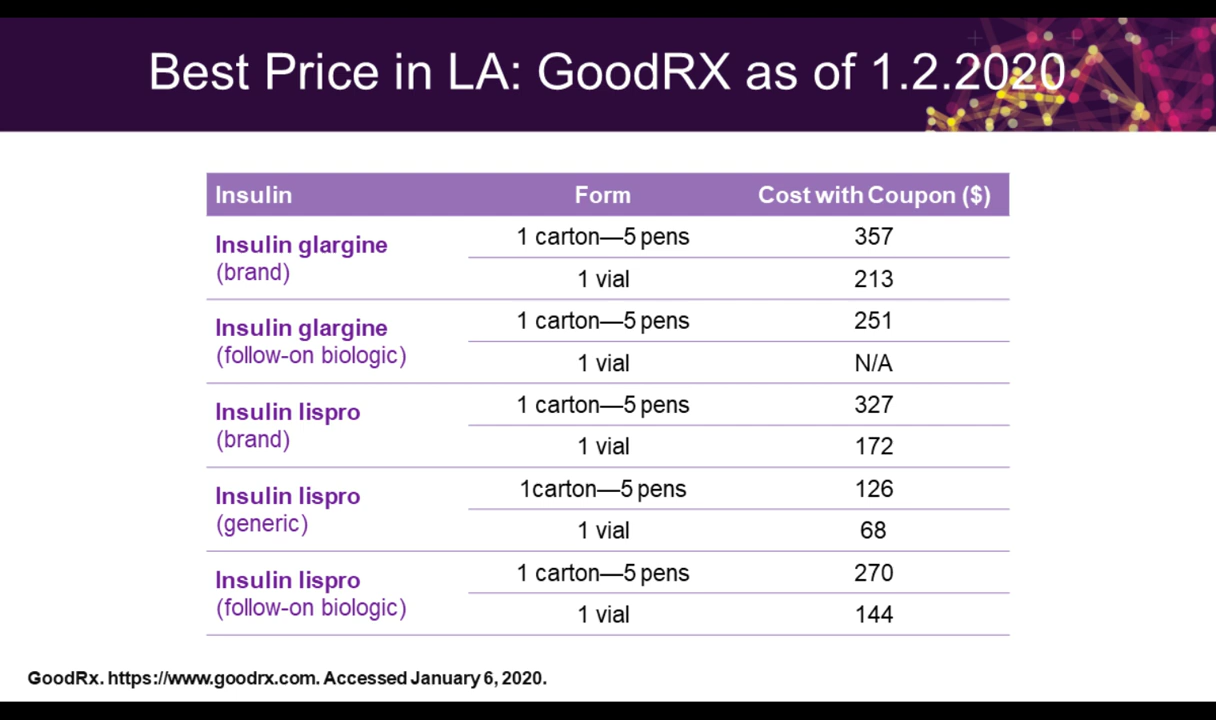 Best Price in LA: GoodRX as of 1.2.2020
Insulin Form Cost with Coupon ($)
Insulin glargine
(brand)
1 carton—5 pens 357
1 vial 213
Insulin glargine
(follow-on biologic)
1 carton—5 pens 251
1 vial N/A
Insulin lispro
(brand)
1 carton—5 pens 327
1 vial 172
Insulin lispro
(generic)
1carton—5 pens 126
1 vial 68
Insulin lispro
(follow-on biologic)
1 carton—5 pens 270
1 vial 144
GoodRx. https://www.goodrx.com. Accessed January 6, 2020.